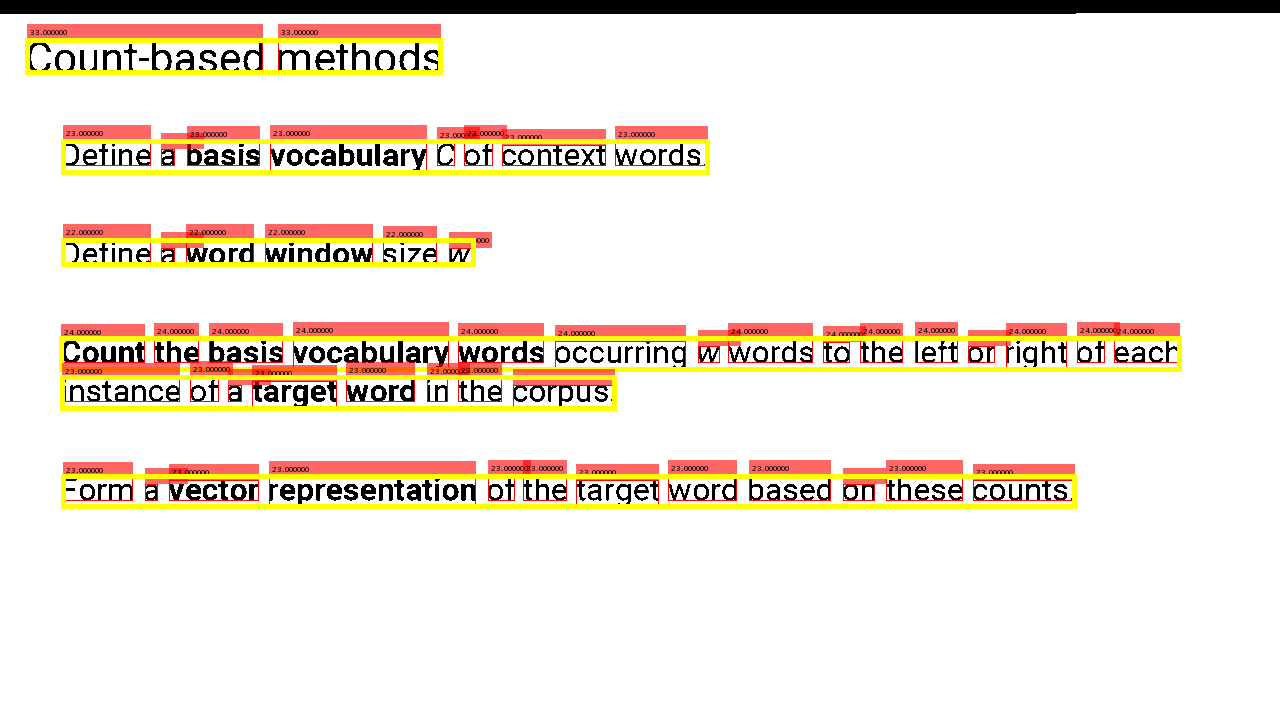 Count-based methods
Define a basis vocabulary C of context words.
Define a word window size w.
Count the basis vocabulary words occurring w words to the left or right of each
instance of a target word in the corpus.
Form a vector representation of the target word based on these counts.